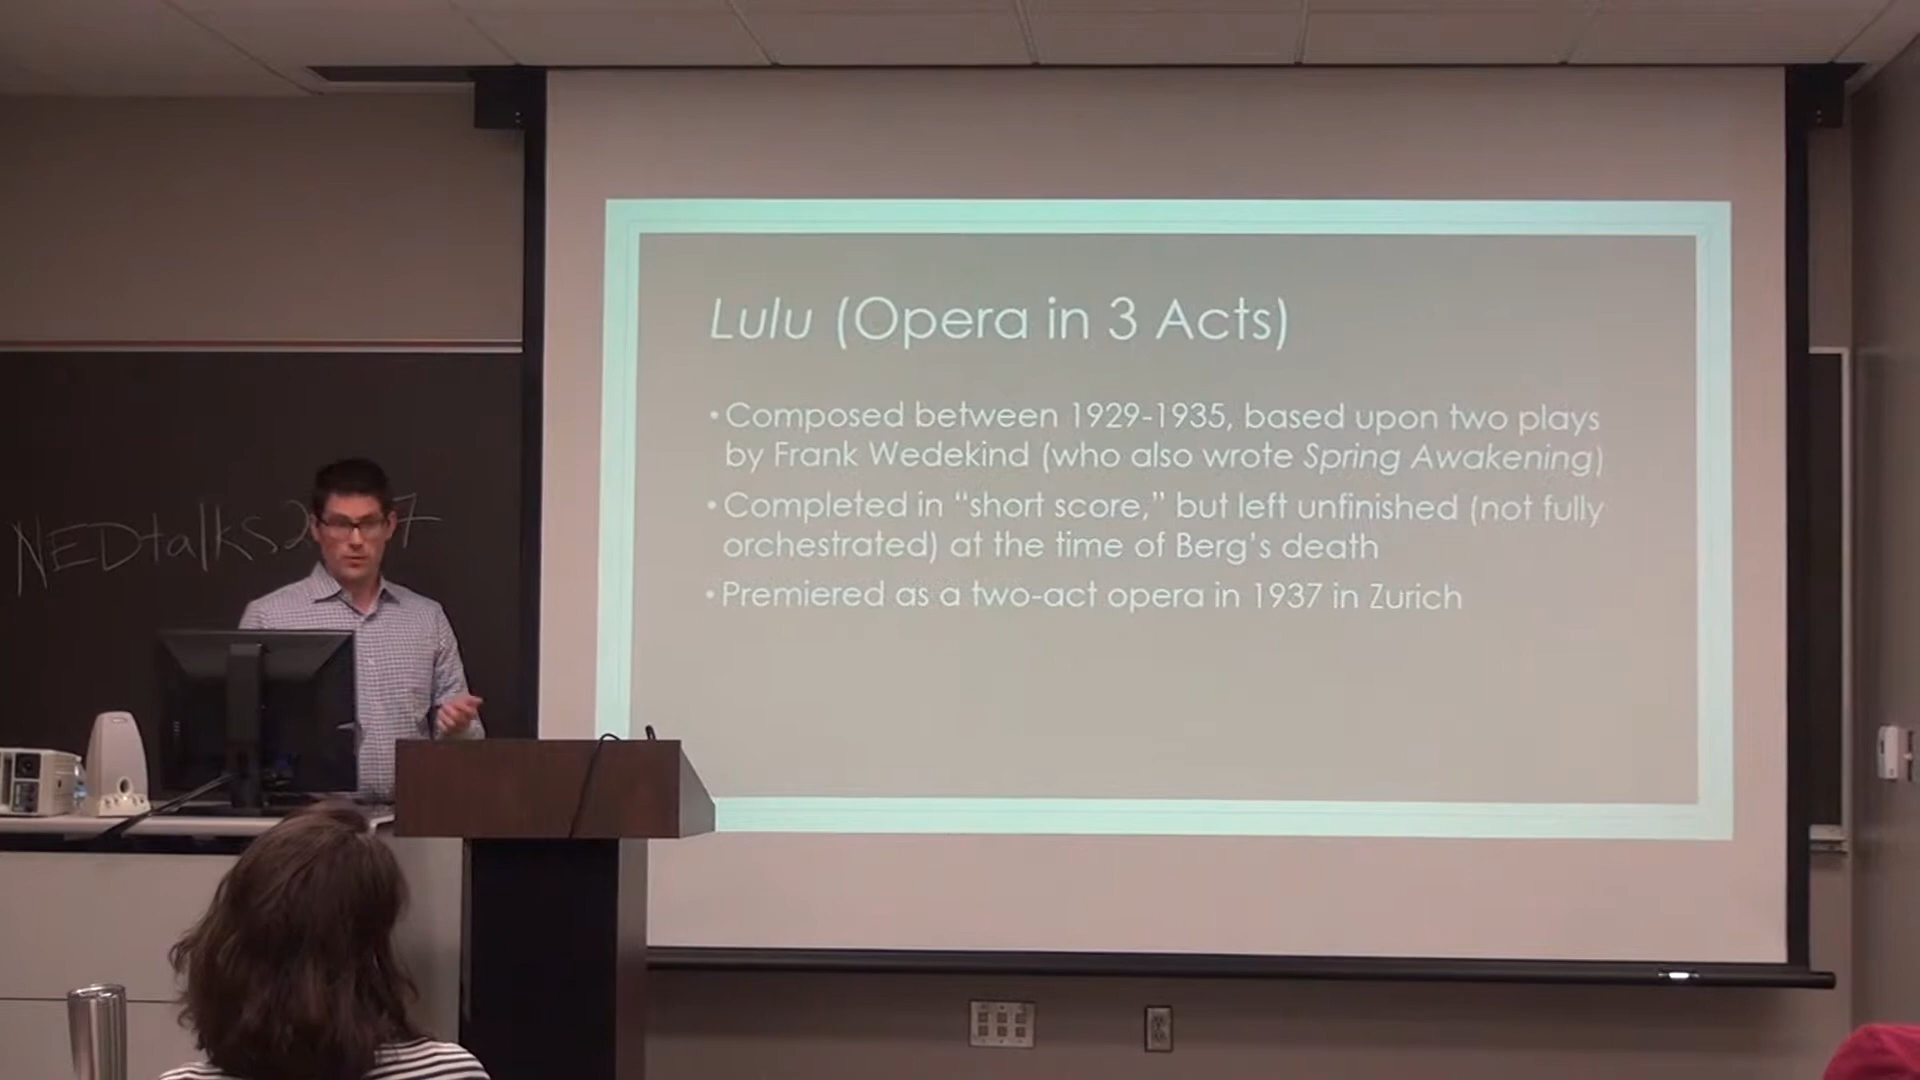 Lulu (Opera in 3 Acts)
•Composed between 1929-1935, based upon two plays
by Frank Wedekind (who also wrote Spring Awakening)
•Completed in “short score,” but left unfinished (not fully
orchestrated) at the time of Berg’s death
•Premiered as a two-act opera in 1937 in Zurich
NEDtalks